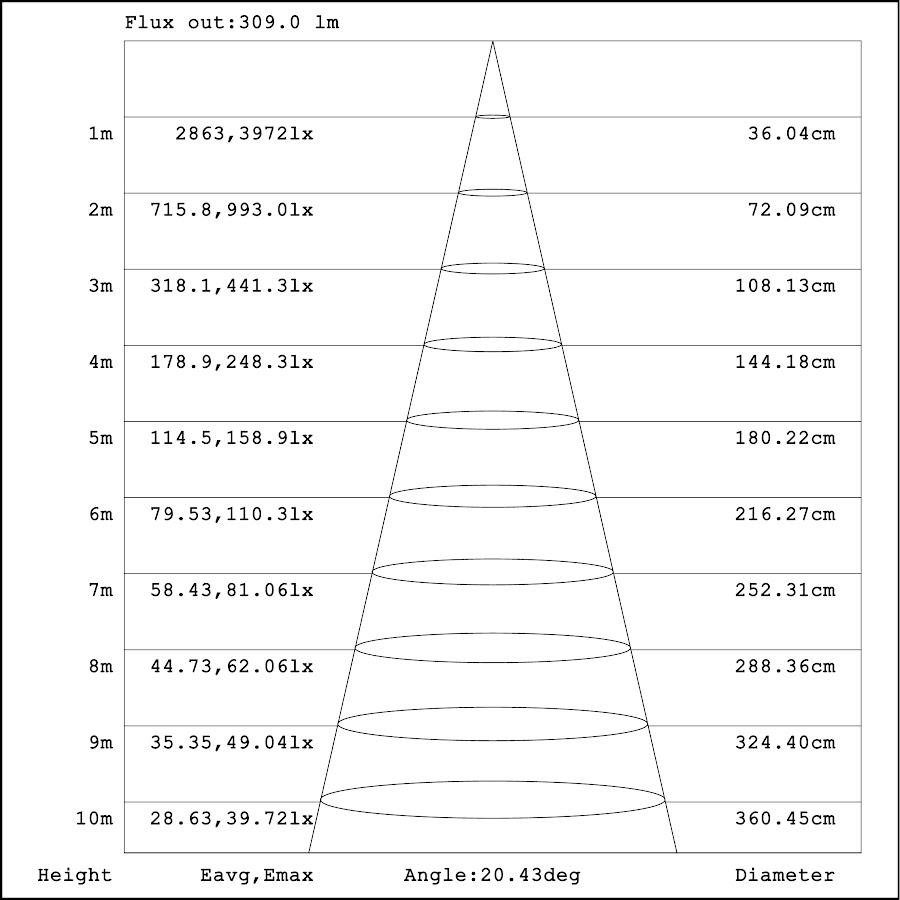 Flux out:309.0 lm
1m 2863,3972lx 36.04cm
2m 715.8,993.0lx 72.09cm
3m 318.1,441.3lx 108.13cm
4m 178.9,248.3lx 144.18cm
5m 114.5,158.9lx 180.22cm
6m 79.53,110.3lx 216.27cm
7m 58.43,81.06lx 252.31cm
8m 44.73,62.06lx 288.36cm
9m 35.35,49.04lx 324.40cm
10m 28.63,39.72lx 360.45cm
Height Eavg,Emax Angle:20.43deg Diameter